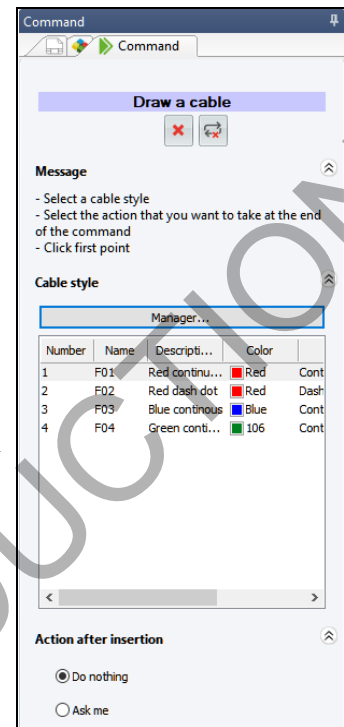 Command
Command
Draw a cable
Message
- Select a cable style
- Select the action that you want to take at the end
of the command
- Click first point
Cable style
Manager...
Number Name Descripti... Color
1 F01 Red continu... Red Cont
2 F02 Red dash dot Red Dash
3 F03 Blue continous Blue Cont
4 F04 Green conti... 106 Cont
Action after insertion
Do nothing
Ask me
UCTION